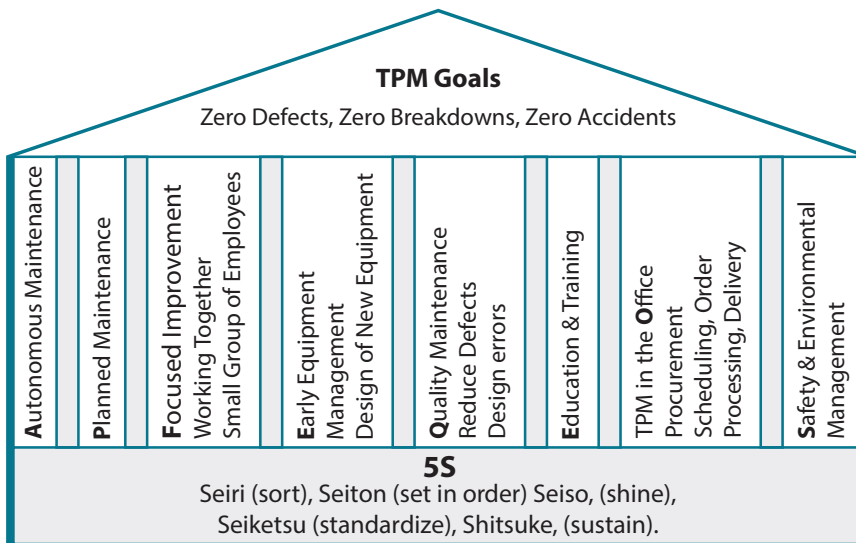 TPM Goals
Zero Defects, Zero Breakdowns, Zero Accidents
Autonomous Maintenance
Planned Maintenance
Focused Improvement
Working Together
Small Group of Employees
Early Equipment
Management
Design of New Equipment
Quality Maintenance
Reduce Defects
Design errors
Education & Training
TPM in the Office
Procurement
Scheduling, Order
Processing, Delivery
Safety & Environmental
Management
5S
Seiri (sort), Seiton (set in order) Seiso, (shine),
Seiketsu (standardize), Shitsuke, (sustain).